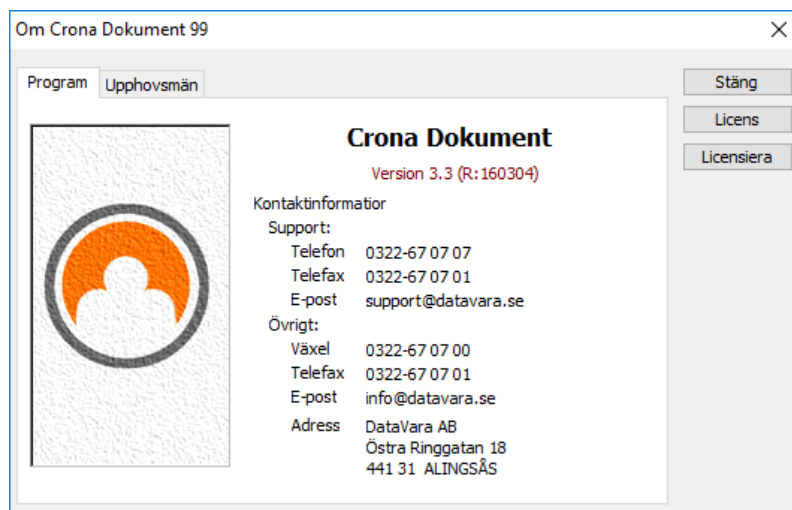 Om Crona Dokument 99
Program
Upphovsmän
Stäng
Licens
Licensiera
Crona Dokument
Version 3.3 (R:160304)
Kontaktinformatior
Support:
Telefon 0322-67 07 07
Telefax 0322-67 07 01
E-post support@datavara.se
Övrigt:
Växel 0322-67 07 00
Telefax 0322-67 07 01
E-post info@datavara.se
Adress DataVara AB
Östra Ringgatan 18
441 31 ALINGSÅS